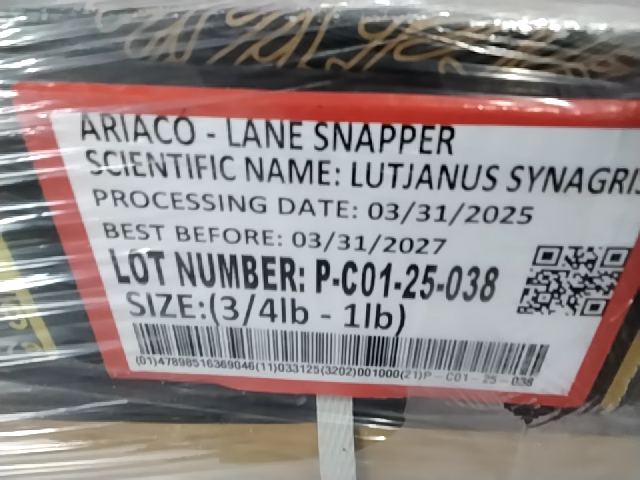 ARIACO - LANE SNAPPER
SCIENTIFIC NAME: LUTJANUS SYNAGRI
PROCESSING DATE: 03/31/2025
BEST BEFORE: 03/31/2027
LOT NUMBER: P-C01-25-038
SIZE:(3/4lb - 1lb)
(01)47898516369046(11)033125(3202)001000(21)P-C01-25-038